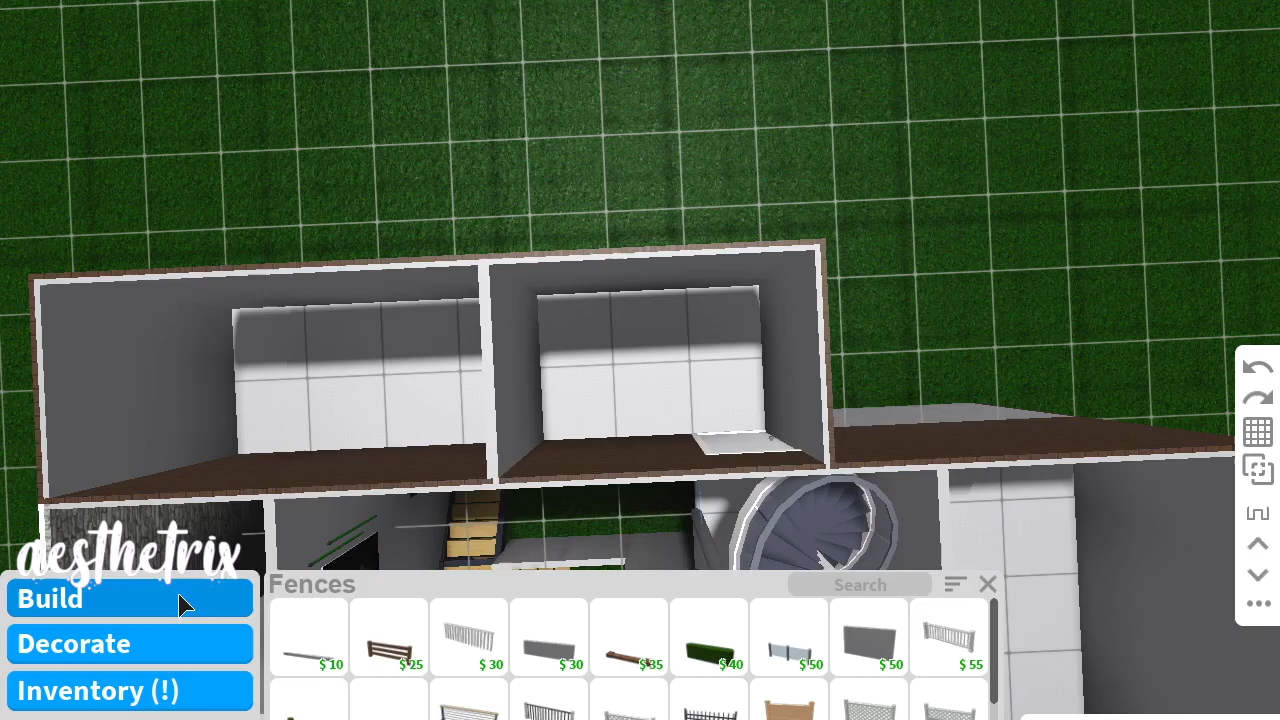 aesthetrix
Build
Decorate
Inventory (!)
Fences
Search
$ 10
$ 25
$ 30
$ 30
$ 35
$ 40
$ 50
$ 50
$ 55